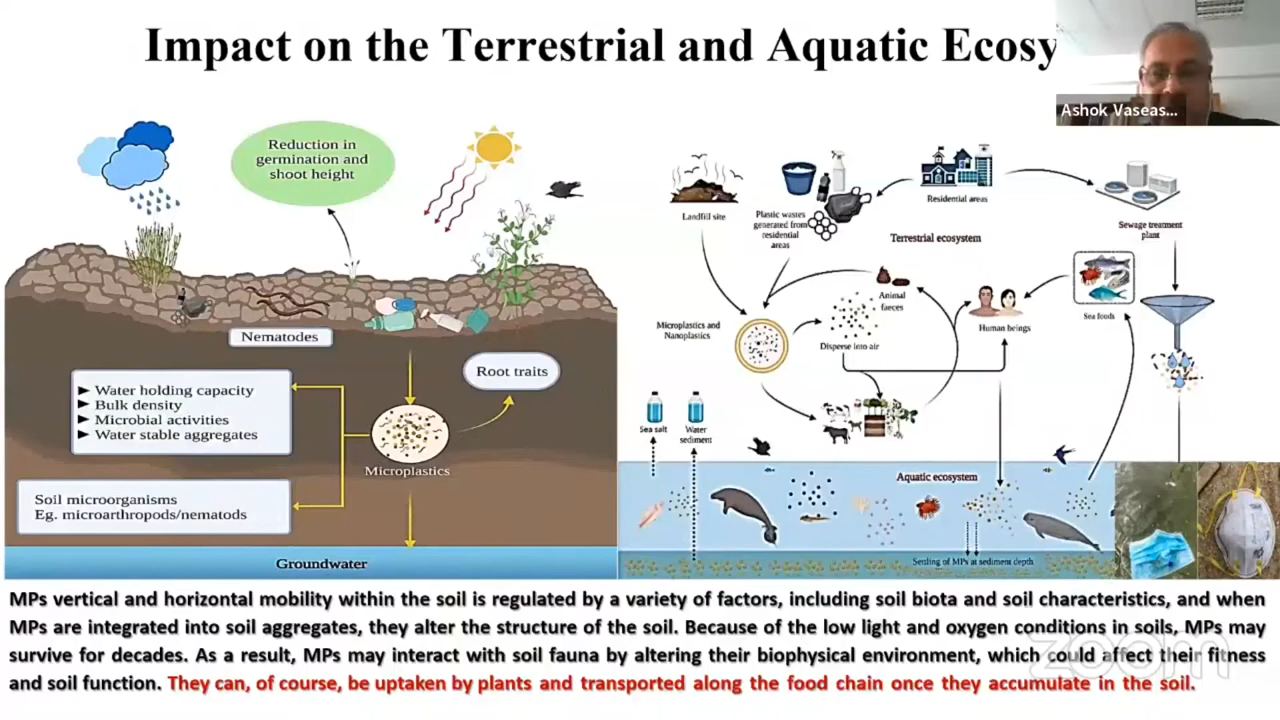 Impact on the Terrestrial and Aquatic Ecosy
Ashok Vaseas...
Reduction in
germination and
shoot height
Nematodes
Root traits
► Water holding capacity
► Bulk density
► Microbial activities
► Water stable aggregates
Microplastics
Soil microorganisms
Eg. microarthropods/nematods
Groundwater
Landfill site
Plastic wastes
generated from
residential
areas
Residential areas
Terrestrial ecosystem
Sewage treatment
plant
Animal
faeces
Human beings
Sea foods
Microplastics and
Nanoplastics
Disperse into air
Sea salt
Water
sediment
Aquatic ecosystem
Settling of MPs at sediment depth
MPs vertical and horizontal mobility within the soil is regulated by a variety of factors, including soil biota and soil characteristics, and when
MPs are integrated into soil aggregates, they alter the structure of the soil. Because of the low light and oxygen conditions in soils, MPs may
survive for decades. As a result, MPs may interact with soil fauna by altering their biophysical environment, which could affect their fitness
and soil function. They can, of course, be uptaken by plants and transported along the food chain once they accumulate in the soil.
zoom